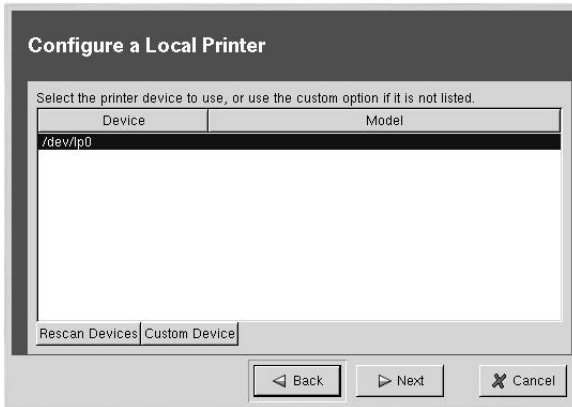 Configure a Local Printer
Select the printer device to use, or use the custom option if it is not listed.
Device Model
/dev/lp0
Rescan Devices Custom Device
Back Next Cancel